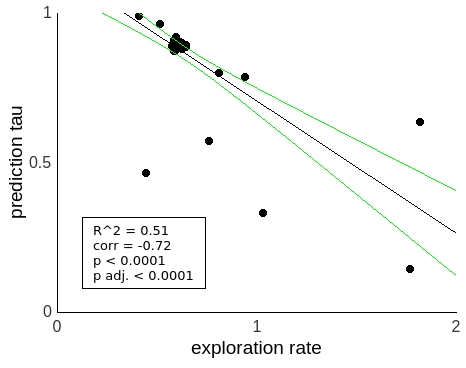 1
0.5
0
prediction tau
R^2 = 0.51
corr = -0.72
p < 0.0001
p adj. < 0.0001
0 1 2
exploration rate